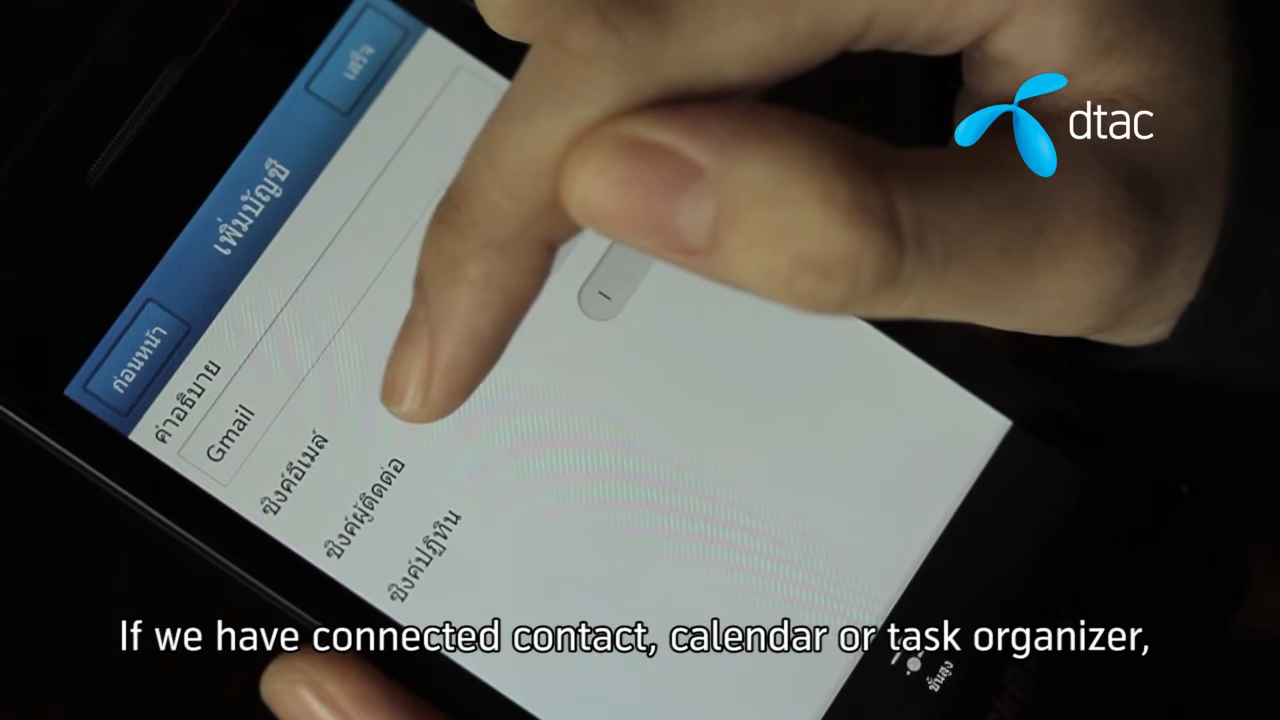 dtac
เสร็จ
เพิ่มบัญชี
ก่อนหน้า
คำอธิบาย
Gmail
ซิงค์อีเมล์
ซิงค์ผู้ติดต่อ
ซิงค์ปฏิทิน
I
ขั้นสูง
If we have connected contact, calendar or task organizer,